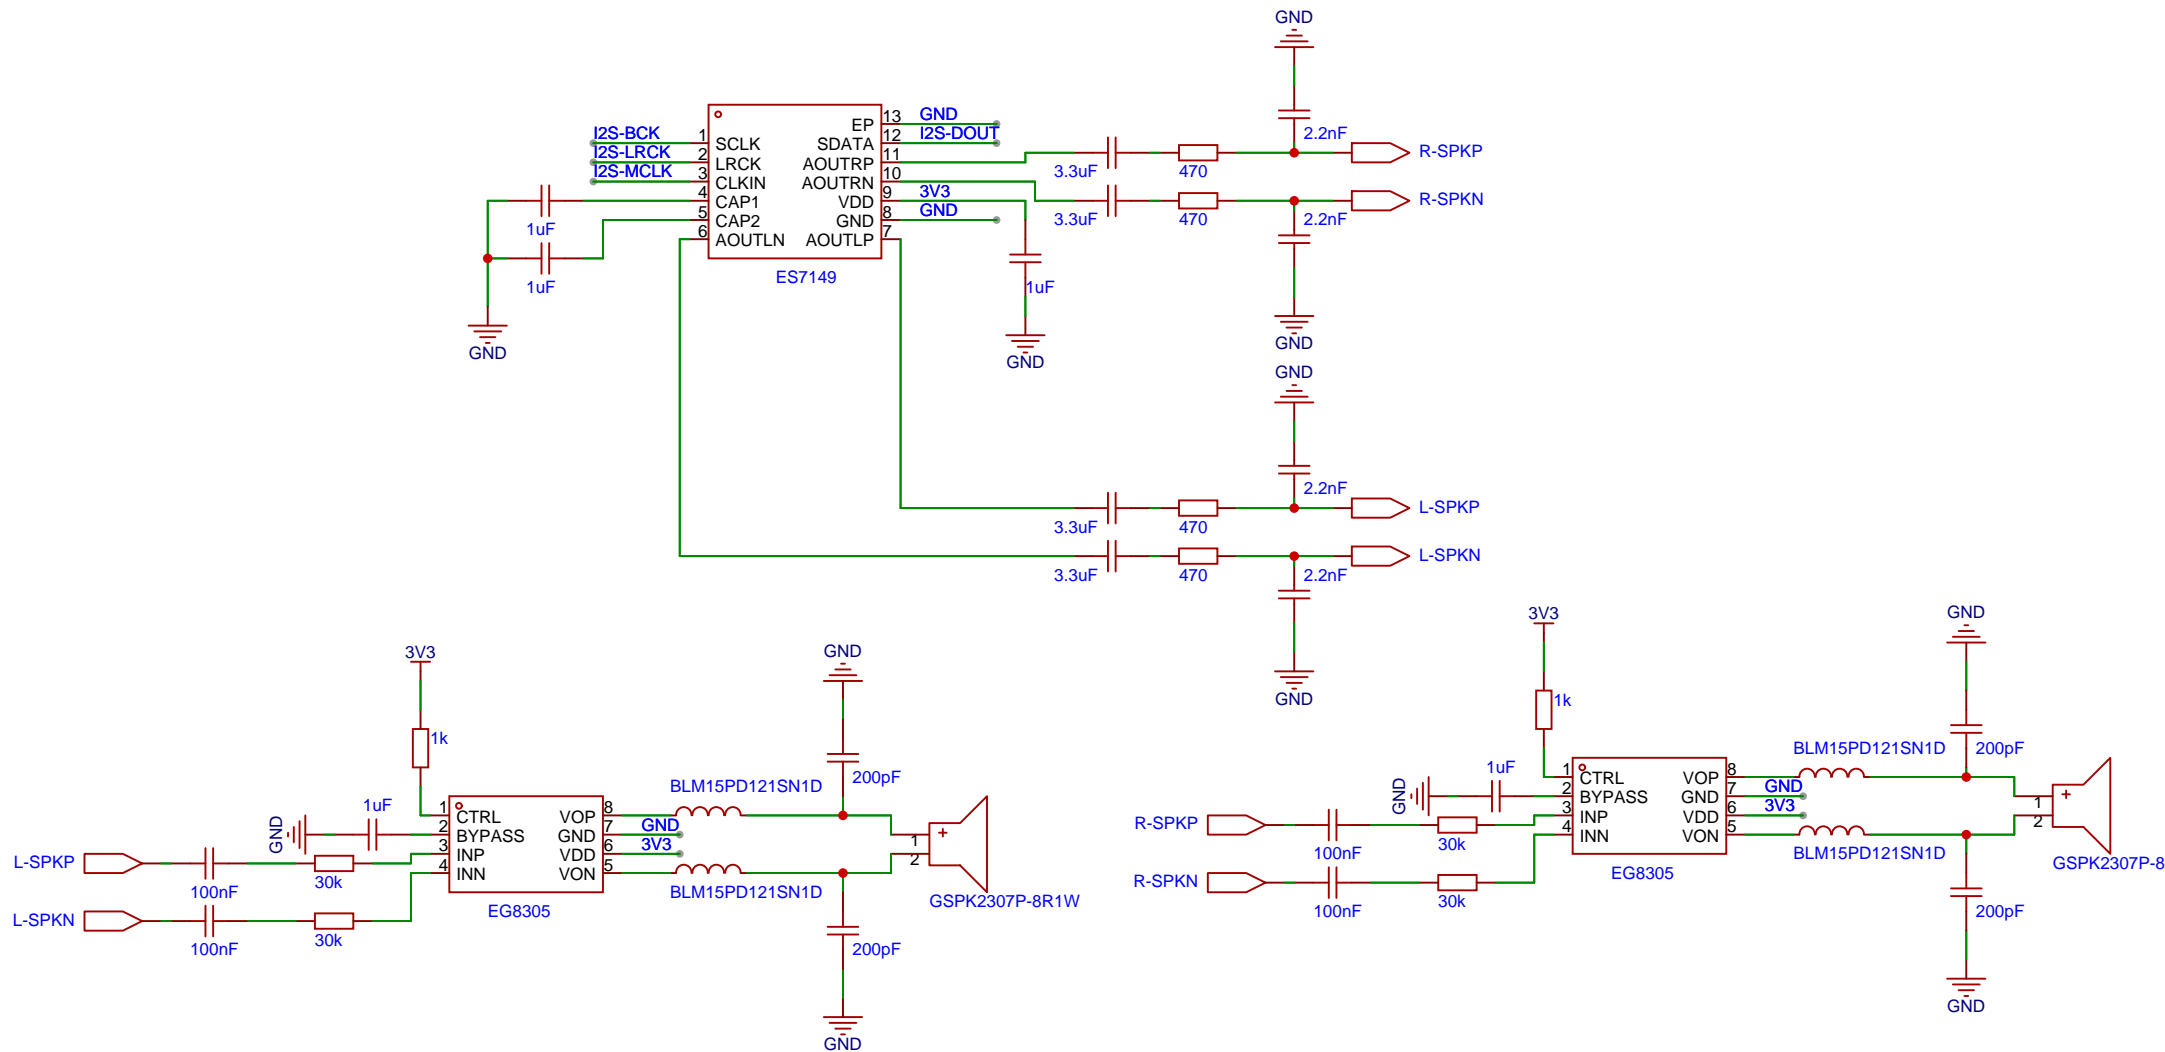 GND
2.2nF
I2S-BCK
I2S-LRCK
I2S-MCLK
1
2
3
4
5
6
SCLK
LRCK
CLKIN
CAP1
CAP2
AOUTLN
EP
SDATA
AOUTRP
AOUTRN
VDD
GND
AOUTLP
13
12
11
10
9
8
7
GND
I2S-DOUT
3V3
GND
ES7149
1uF
1uF
GND
1uF
GND
3.3uF
470
R-SPKP
3.3uF
470
2.2nF
R-SPKN
GND
GND
2.2nF
3.3uF
470
L-SPKP
3.3uF
470
2.2nF
L-SPKN
GND
3V3
1k
1uF
GND
L-SPKP
100nF
30k
L-SPKN
100nF
30k
1
2
3
4
CTRL
BYPASS
INP
INN
VOP
GND
VDD
VON
8
7
6
5
GND
3V3
EG8305
BLM15PD121SN1D
BLM15PD121SN1D
GND
200pF
200pF
GND
+
1
2
GSPK2307P-8R1W
3V3
1k
1uF
GND
R-SPKP
100nF
30k
R-SPKN
100nF
30k
1
2
3
4
CTRL
BYPASS
INP
INN
VOP
GND
VDD
VON
8
7
6
5
GND
3V3
EG8305
BLM15PD121SN1D
BLM15PD121SN1D
GND
200pF
200pF
GND
+
1
2
GSPK2307P-8